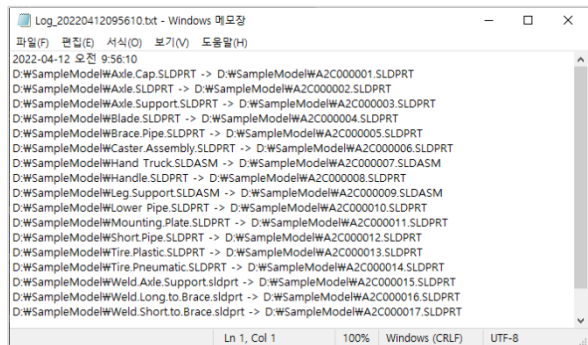 Log_20220412095610.txt - Windows 메모장
파일(F) 편집(E) 서식(O) 보기(V) 도움말(H)
2022-04-12 오전 9:56:10
D:₩SampleModel₩Axle.Cap.SLDPRT -> D:₩SampleModel₩A2C000001.SLDPRT
D:₩SampleModel₩Axle.SLDPRT -> D:₩SampleModel₩A2C000002.SLDPRT
D:₩SampleModel₩Axle.Support.SLDPRT -> D:₩SampleModel₩A2C000003.SLDPRT
D:₩SampleModel₩Blade.SLDPRT -> D:₩SampleModel₩A2C000004.SLDPRT
D:₩SampleModel₩Brace.Pipe.SLDPRT -> D:₩SampleModel₩A2C000005.SLDPRT
D:₩SampleModel₩Caster.Assembly.SLDPRT -> D:₩SampleModel₩A2C000006.SLDPRT
D:₩SampleModel₩Hand Truck.SLDASM -> D:₩SampleModel₩A2C000007.SLDASM
D:₩SampleModel₩Handle.SLDPRT -> D:₩SampleModel₩A2C000008.SLDPRT
D:₩SampleModel₩Leg.Support.SLDASM -> D:₩SampleModel₩A2C000009.SLDASM
D:₩SampleModel₩Lower Pipe.SLDPRT -> D:₩SampleModel₩A2C000010.SLDPRT
D:₩SampleModel₩Mounting.Plate.SLDPRT -> D:₩SampleModel₩A2C000011.SLDPRT
D:₩SampleModel₩Short.Pipe.SLDPRT -> D:₩SampleModel₩A2C000012.SLDPRT
D:₩SampleModel₩Tire.Plastic.SLDPRT -> D:₩SampleModel₩A2C000013.SLDPRT
D:₩SampleModel₩Tire.Pneumatic.SLDPRT -> D:₩SampleModel₩A2C000014.SLDPRT
D:₩SampleModel₩Weld.Axle.Support.sldprt -> D:₩SampleModel₩A2C000015.SLDPRT
D:₩SampleModel₩Weld.Long.to.Brace.sldprt -> D:₩SampleModel₩A2C000016.SLDPRT
D:₩SampleModel₩Weld.Short.to.Brace.sldprt -> D:₩SampleModel₩A2C000017.SLDPRT
Ln 1, Col 1 100% Windows (CRLF) UTF-8